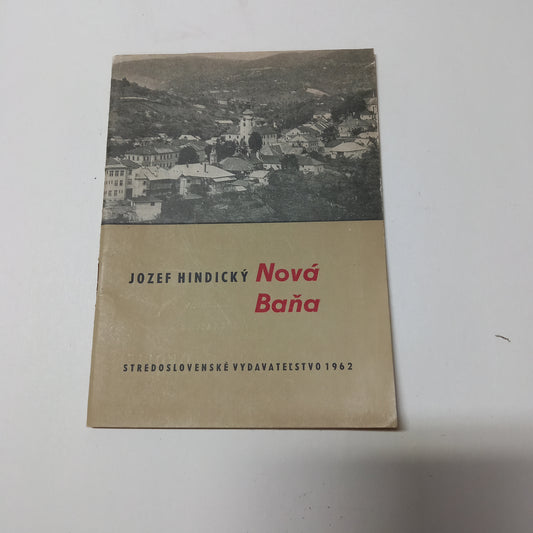 JOZEF HINDICKÝ Nová
Baňa
STREDOSLOVENSKÉ VYDAVATEĽSTVO 1962